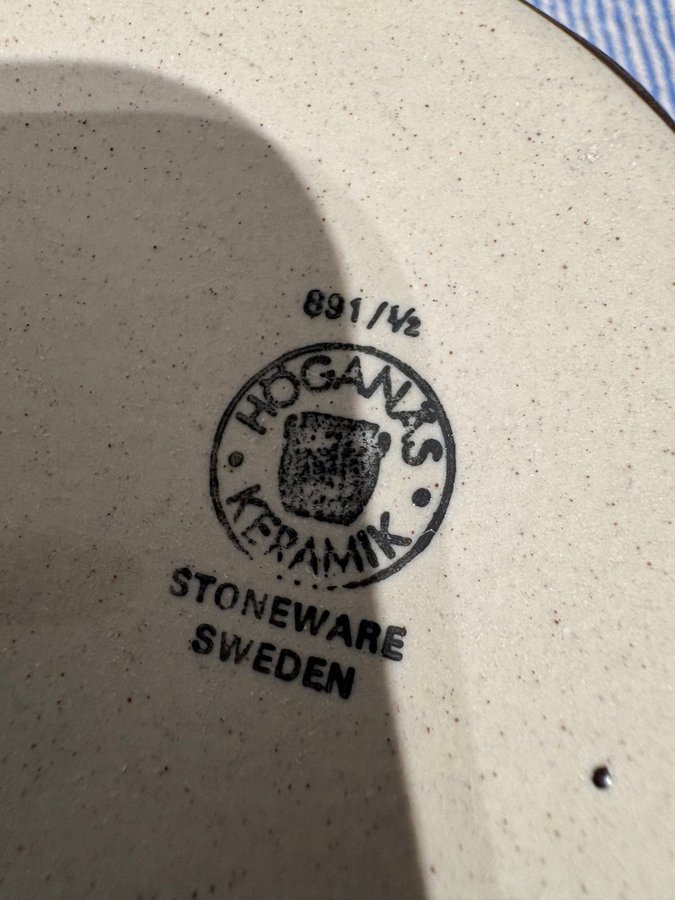 891/½
HÖGANÄS
KERAMIK
STONEWARE
SWEDEN